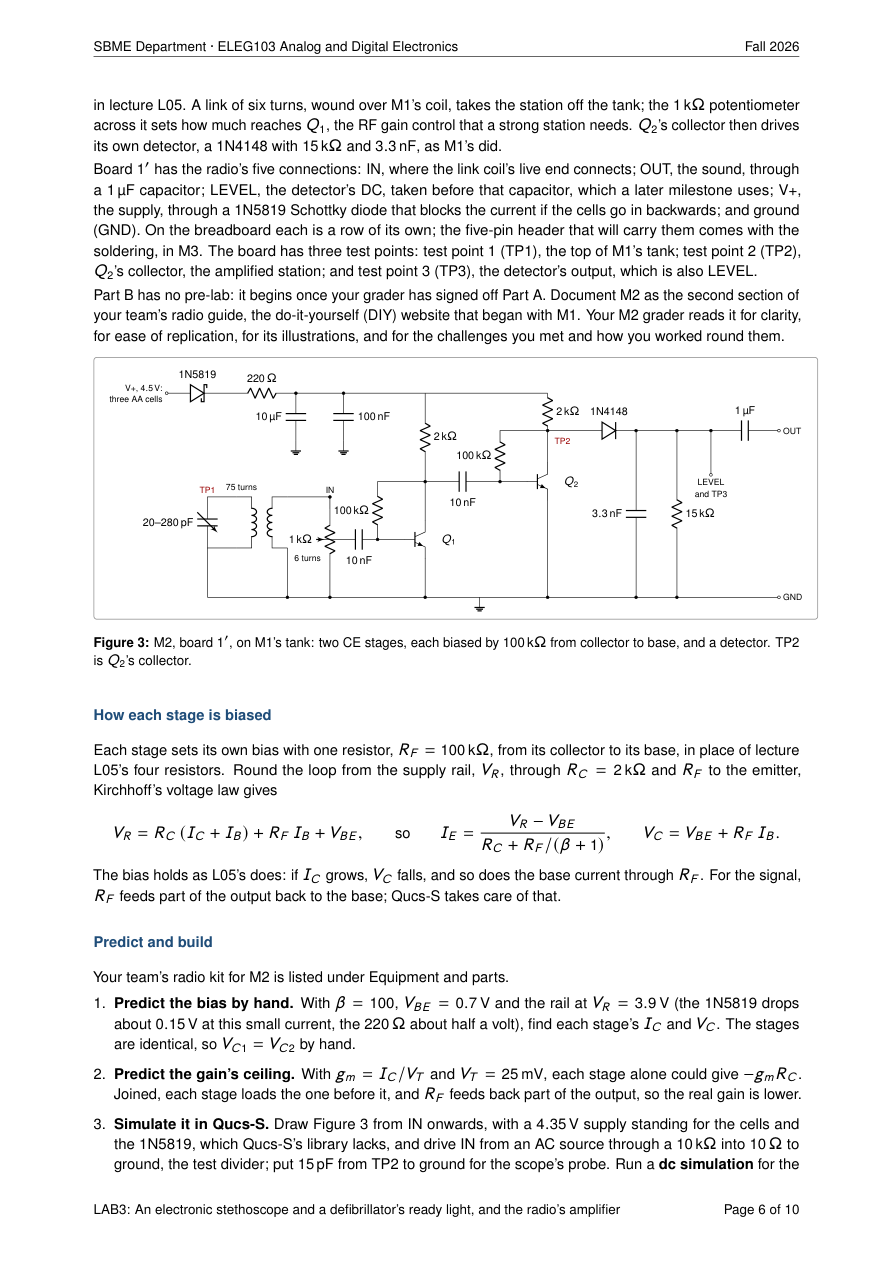 SBME Department · ELEG103 Analog and Digital Electronics
Fall 2026
in lecture L05. A link of six turns, wound over M1's coil, takes the station off the tank; the 1 kΩ potentiometer
across it sets how much reaches Q1, the RF gain control that a strong station needs. Q2's collector then drives
its own detector, a 1N4148 with 15 kΩ and 3.3 nF, as M1's did.
Board 1′ has the radio's five connections: IN, where the link coil's live end connects; OUT, the sound, through
a 1 µF capacitor; LEVEL, the detector's DC, taken before that capacitor, which a later milestone uses; V+,
the supply, through a 1N5819 Schottky diode that blocks the current if the cells go in backwards; and ground
(GND). On the breadboard each is a row of its own; the five-pin header that will carry them comes with the
soldering, in M3. The board has three test points: test point 1 (TP1), the top of M1's tank; test point 2 (TP2),
Q2's collector, the amplified station; and test point 3 (TP3), the detector's output, which is also LEVEL.
Part B has no pre-lab: it begins once your grader has signed off Part A. Document M2 as the second section of
your team's radio guide, the do-it-yourself (DIY) website that began with M1. Your M2 grader reads it for clarity,
for ease of replication, for its illustrations, and for the challenges you met and how you worked round them.
1N5819
220 Ω
V+, 4.5 V:
three AA cells
10 µF
100 nF
2 kΩ
2 kΩ
1N4148
1 µF
OUT
TP2
100 kΩ
Q2
10 nF
LEVEL
and TP3
TP1
75 turns
IN
100 kΩ
20–280 pF
1 kΩ
6 turns
10 nF
Q1
3.3 nF
15 kΩ
GND
Figure 3: M2, board 1′, on M1's tank: two CE stages, each biased by 100 kΩ from collector to base, and a detector. TP2
is Q2's collector.
How each stage is biased
Each stage sets its own bias with one resistor, RF = 100 kΩ, from its collector to its base, in place of lecture
L05's four resistors. Round the loop from the supply rail, VR, through RC = 2 kΩ and RF to the emitter,
Kirchhoff's voltage law gives
VR = RC (IC + IB) + RF IB + VBE, so IE = (VR − VBE) / (RC + RF/(β + 1)), VC = VBE + RF IB.
The bias holds as L05's does: if IC grows, VC falls, and so does the base current through RF. For the signal,
RF feeds part of the output back to the base; Qucs-S takes care of that.
Predict and build
Your team's radio kit for M2 is listed under Equipment and parts.
1. Predict the bias by hand. With β = 100, VBE = 0.7 V and the rail at VR = 3.9 V (the 1N5819 drops
about 0.15 V at this small current, the 220 Ω about half a volt), find each stage's IC and VC. The stages
are identical, so VC1 = VC2 by hand.
2. Predict the gain's ceiling. With gm = IC/VT and VT = 25 mV, each stage alone could give −gmRC.
Joined, each stage loads the one before it, and RF feeds back part of the output, so the real gain is lower.
3. Simulate it in Qucs-S. Draw Figure 3 from IN onwards, with a 4.35 V supply standing for the cells and
the 1N5819, which Qucs-S's library lacks, and drive IN from an AC source through a 10 kΩ into 10 Ω to
ground, the test divider; put 15 pF from TP2 to ground for the scope's probe. Run a dc simulation for the
LAB3: An electronic stethoscope and a defibrillator's ready light, and the radio's amplifier
Page 6 of 10